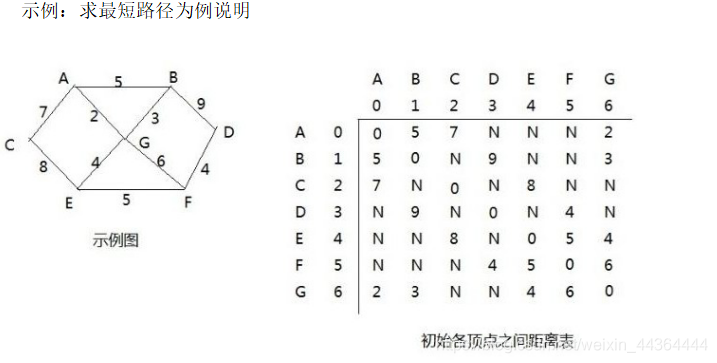 示例：求最短路径为例说明
A 5 B
7 2 3 9
C G D
8 4 6 4
E 5 F
示例图
A B C D E F G
0 1 2 3 4 5 6
A 0 0 5 7 N N N 2
B 1 5 0 N 9 N N 3
C 2 7 N 0 N 8 N N
D 3 N 9 N 0 N 4 N
E 4 N N 8 N 0 5 4
F 5 N N N 4 5 0 6
G 6 2 3 N N 4 6 0
初始各顶点之间距离表
net/weixin_44364444